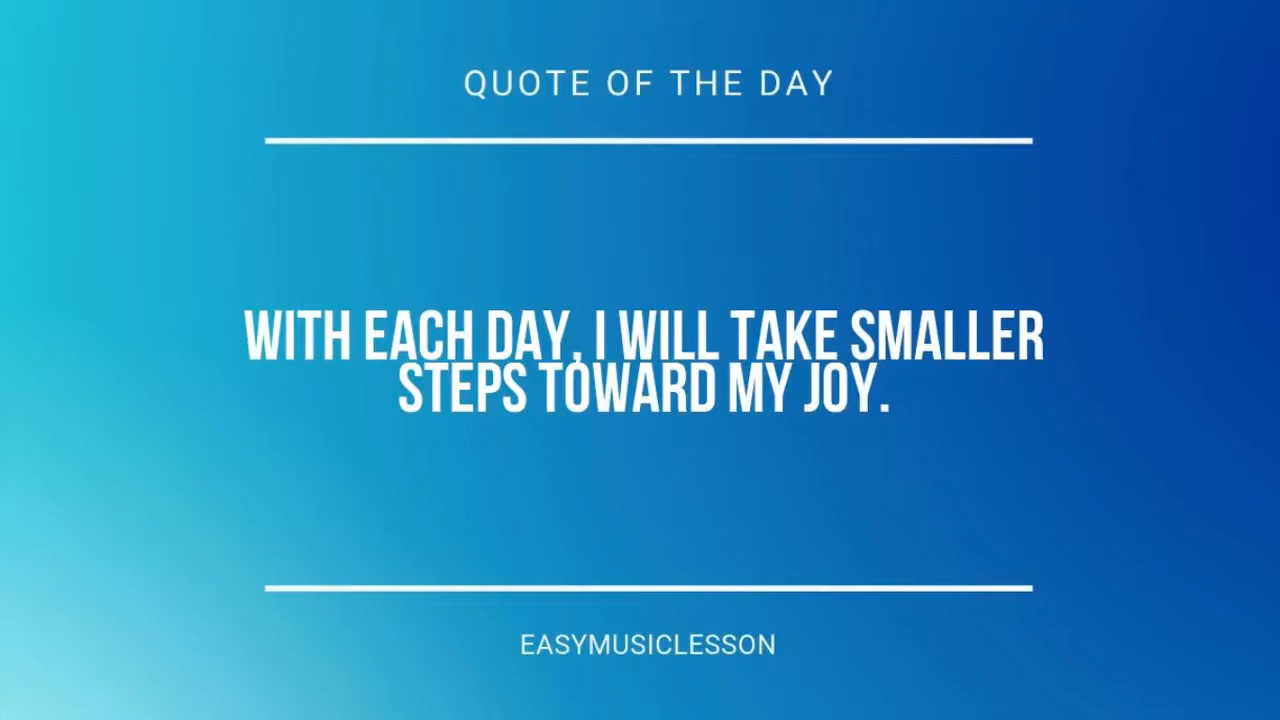 QUOTE OF THE DAY
WITH EACH DAY, I WILL TAKE SMALLER
STEPS TOWARD MY JOY.
EASYMUSICLESSON